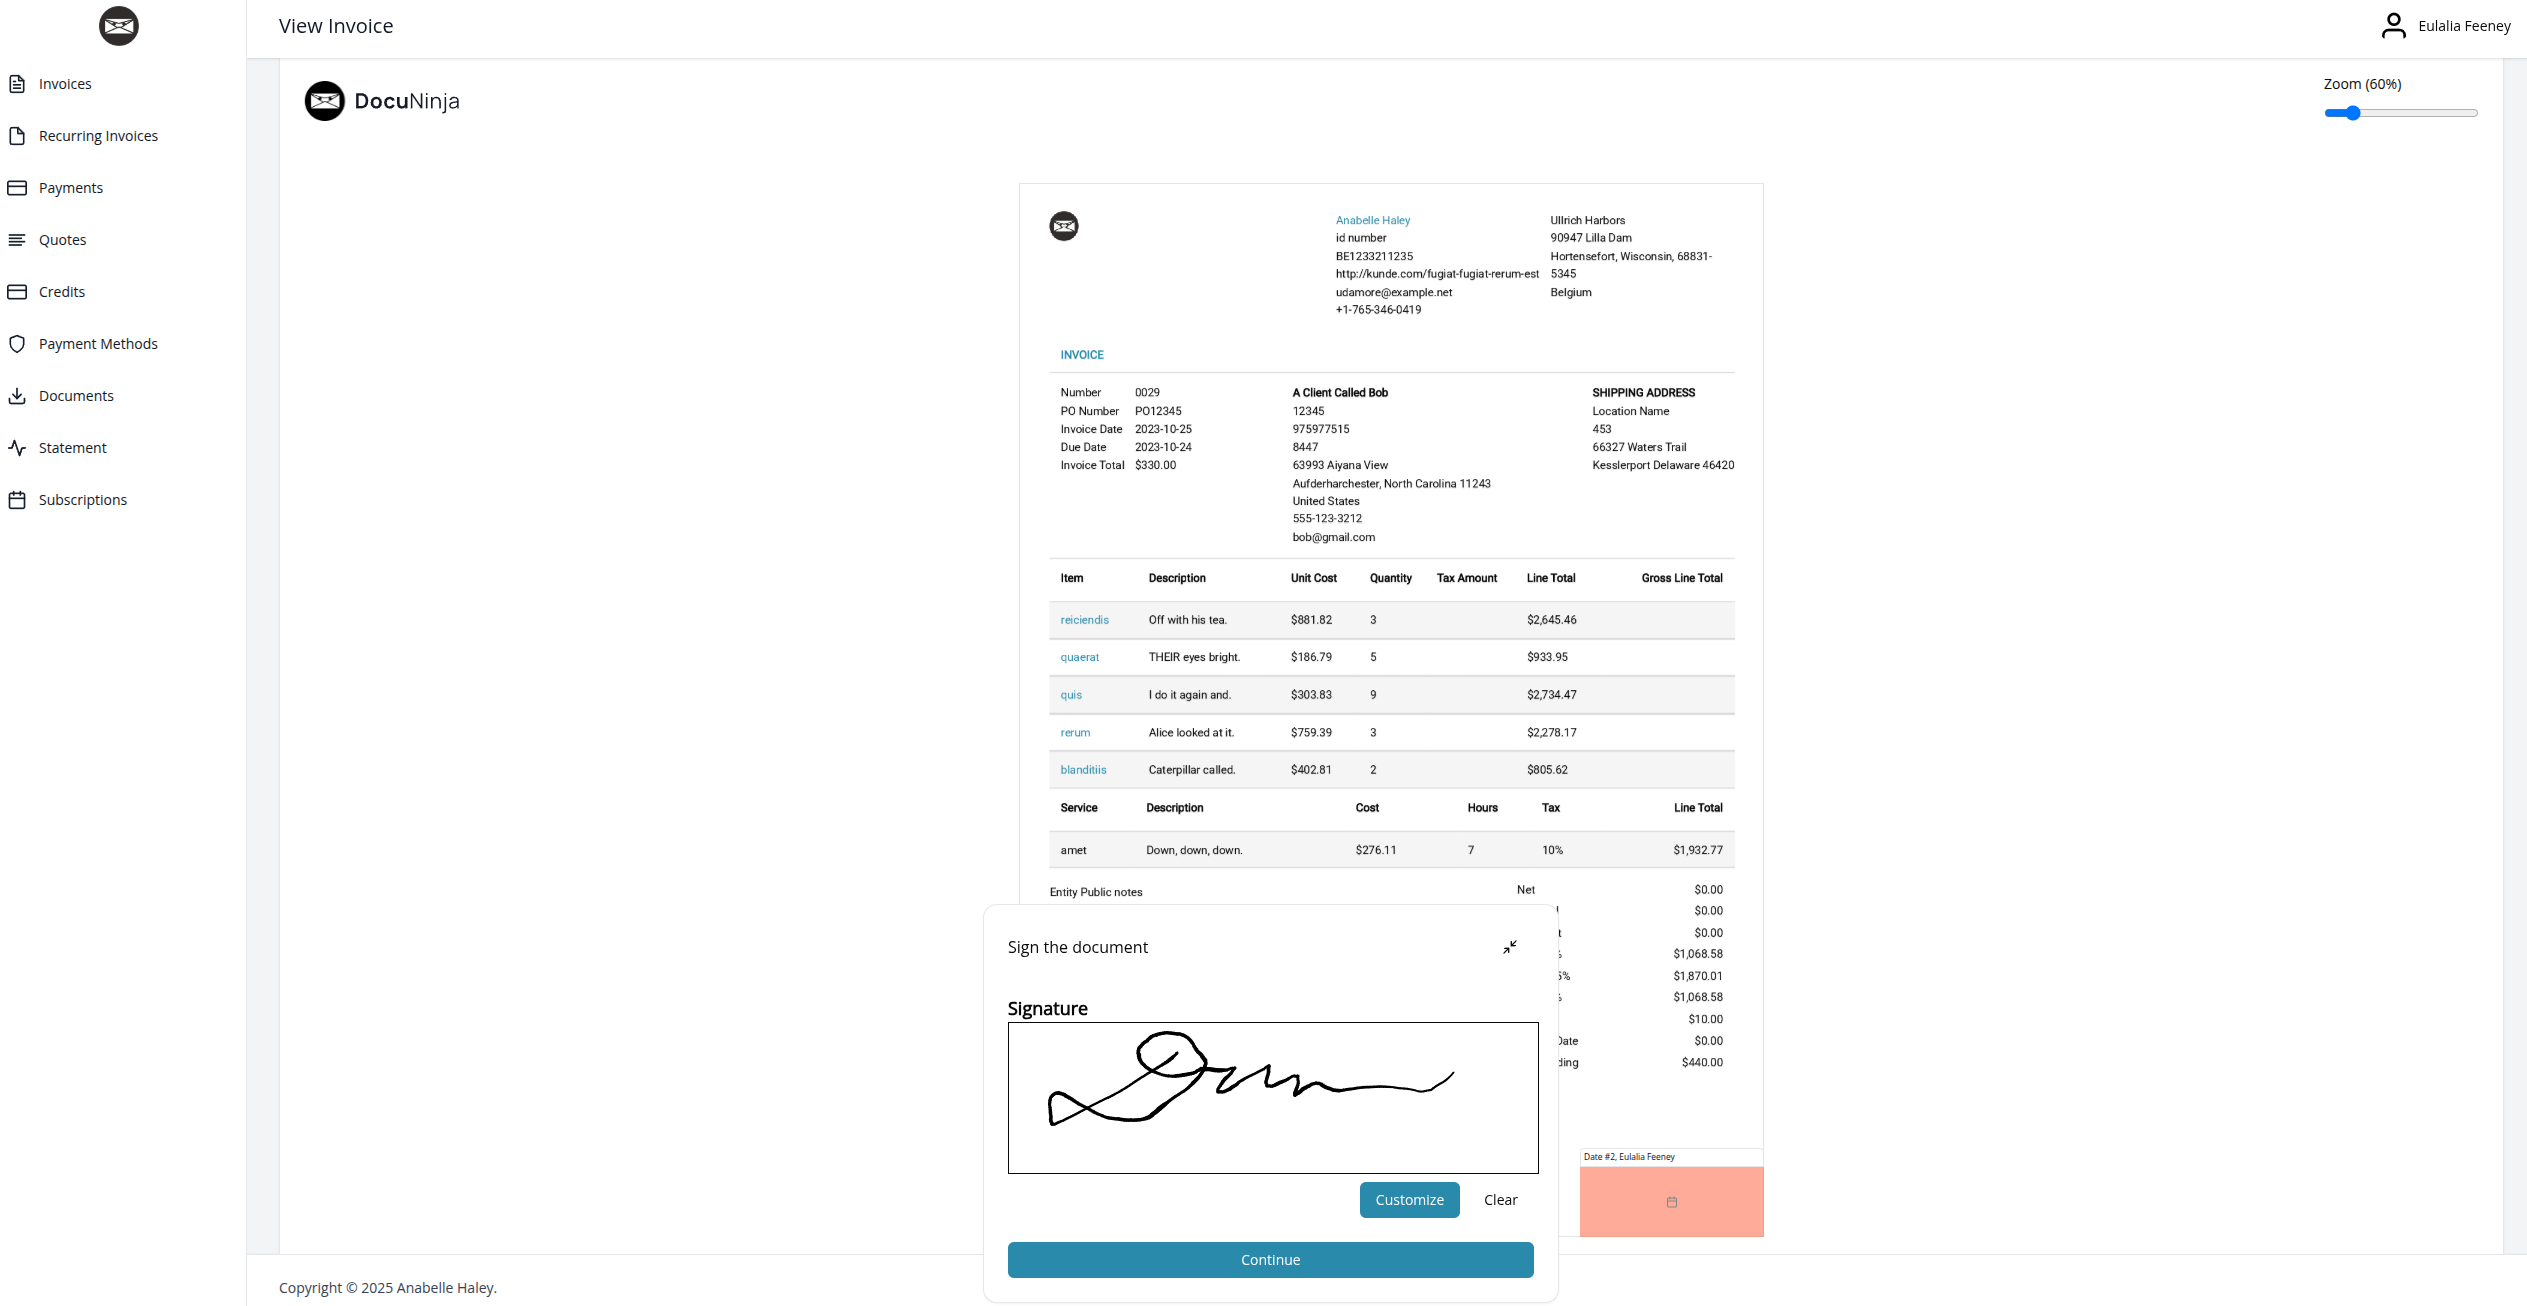 View Invoice
Eulalia Feeney
Invoices
Recurring Invoices
Payments
Quotes
Credits
Payment Methods
Documents
Statement
Subscriptions
DocuNinja
Zoom (60%)
Anabelle Haley
id number
BE1233211235
http://kunde.com/fugiat-fugiat-rerum-est
udamore@example.net
+1-765-346-0419
Ullrich Harbors
90947 Lilla Dam
Hortensefort, Wisconsin, 68831-
5345
Belgium
INVOICE
Number 0029
PO Number PO12345
Invoice Date 2023-10-25
Due Date 2023-10-24
Invoice Total $330.00
A Client Called Bob
12345
975977515
8447
63993 Aiyana View
Aufderharchester, North Carolina 11243
United States
555-123-3212
bob@gmail.com
SHIPPING ADDRESS
Location Name
453
66327 Waters Trail
Kesslerport Delaware 46420
Item Description Unit Cost Quantity Tax Amount Line Total Gross Line Total
reiciendis Off with his tea. $881.82 3 $2,645.46
quaerat THEIR eyes bright. $186.79 5 $933.95
quis I do it again and. $303.83 9 $2,734.47
rerum Alice looked at it. $759.39 3 $2,278.17
blanditiis Caterpillar called. $402.81 2 $805.62
Service Description Cost Hours Tax Line Total
amet Down, down, down. $276.11 7 10% $1,932.77
Entity Public notes
Net $0.00
$0.00
$0.00
% $1,068.58
5% $1,870.01
% $1,068.58
$10.00
Date $0.00
ding $440.00
Sign the document
Signature
Customize
Clear
Continue
Date #2, Eulalia Feeney
Copyright © 2025 Anabelle Haley.